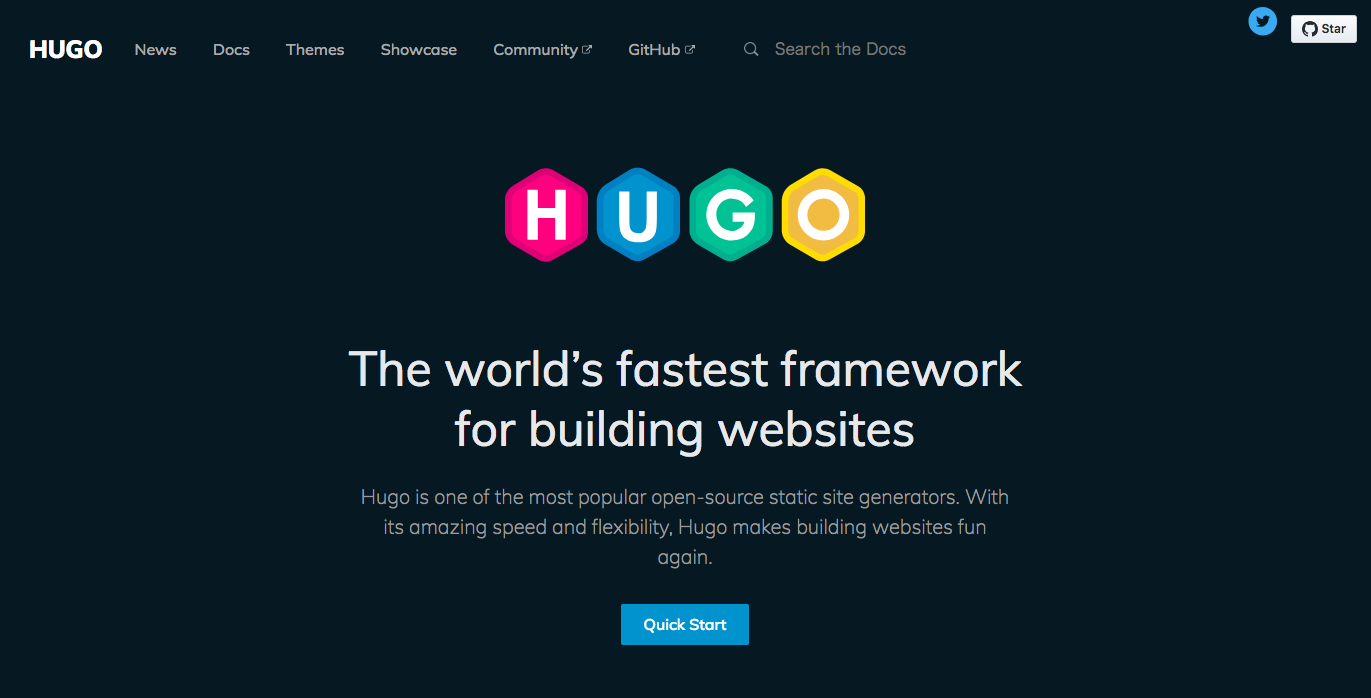 HUGO News Docs Themes Showcase Community GitHub Search the Docs Star
HUGO
The world’s fastest framework
for building websites
Hugo is one of the most popular open-source static site generators. With
its amazing speed and flexibility, Hugo makes building websites fun
again.
Quick Start